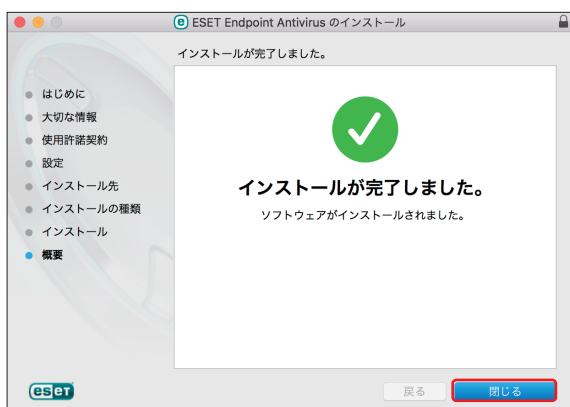 ESET Endpoint Antivirus のインストール
インストールが完了しました。
はじめに
大切な情報
使用許諾契約
設定
インストール先
インストールの種類
インストール
概要
インストールが完了しました。
ソフトウェアがインストールされました。
eset
戻る
閉じる